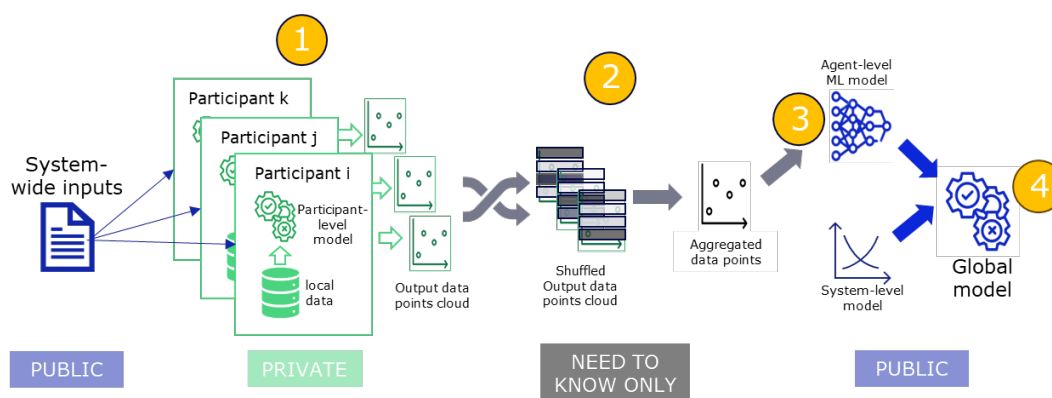 1
2
3
4
System-
wide inputs
Participant k
Participant j
Participant i
Participant-
level model
local
data
Output data
points cloud
Shuffled
Output data
points cloud
Aggregated
data points
Agent-level
ML model
System-level
model
Global
model
PUBLIC
PRIVATE
NEED TO
KNOW ONLY
PUBLIC